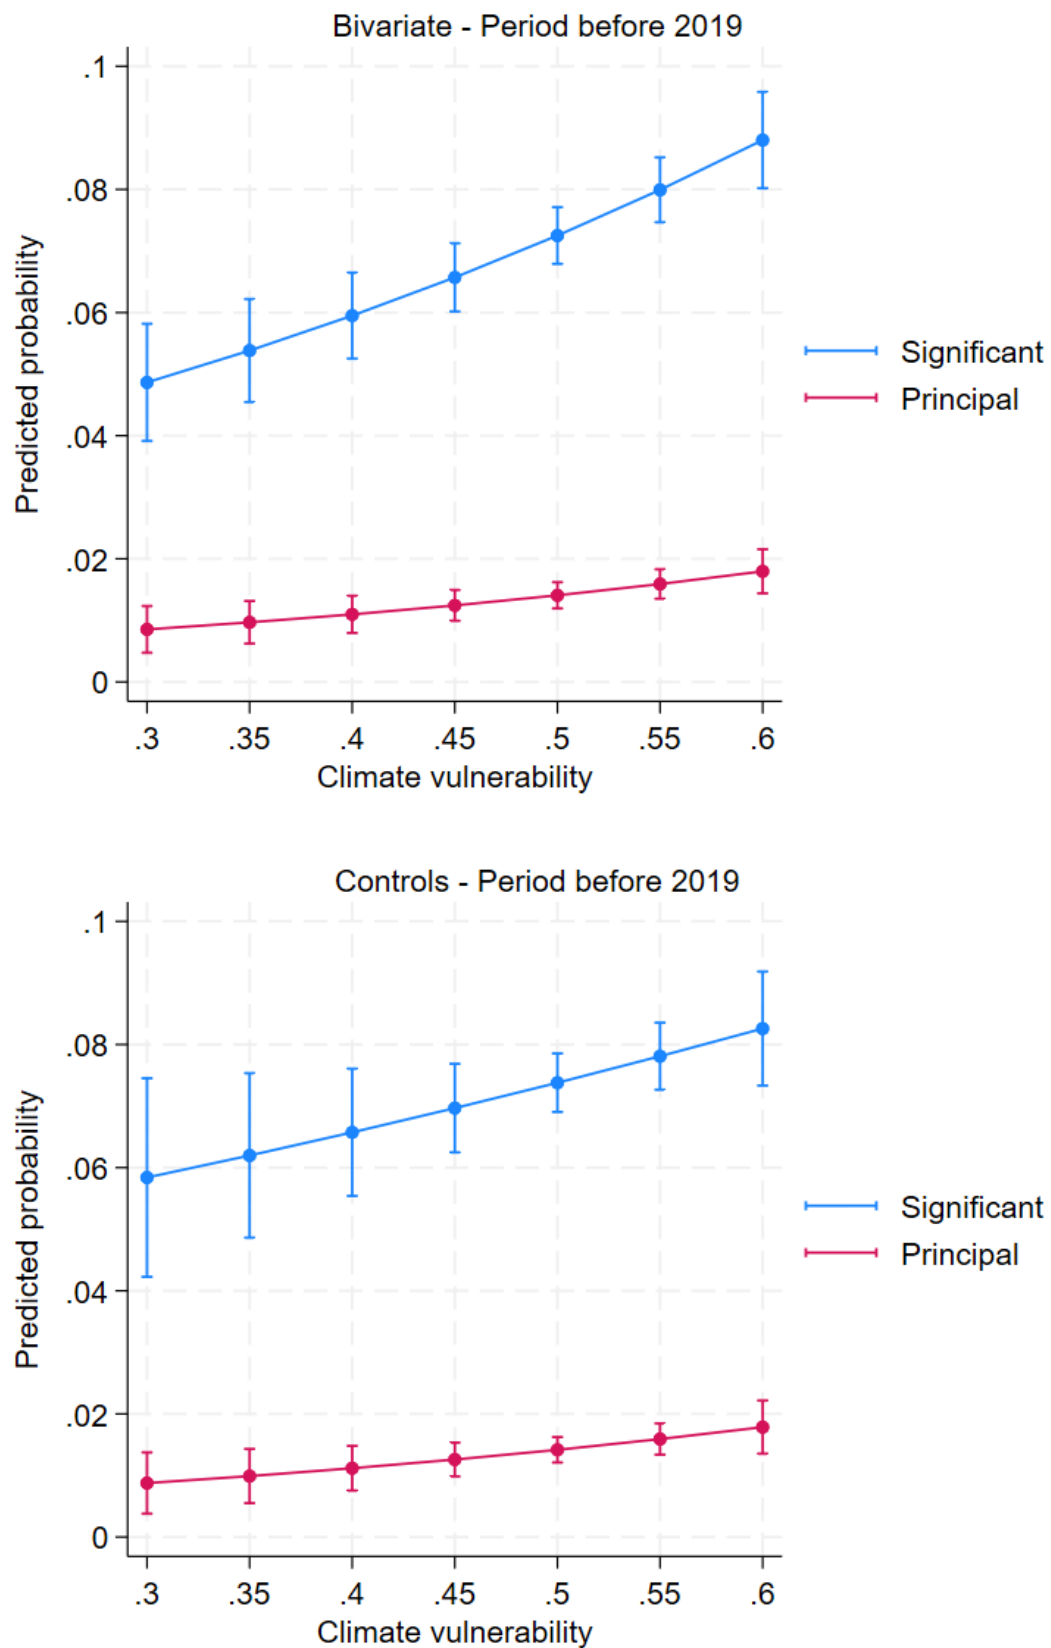 Bivariate - Period before 2019
.1
.08
.06
.04
.02
0
Predicted probability
.3 .35 .4 .45 .5 .55 .6
Climate vulnerability
Significant
Principal
Controls - Period before 2019
.1
.08
.06
.04
.02
0
Predicted probability
.3 .35 .4 .45 .5 .55 .6
Climate vulnerability
Significant
Principal